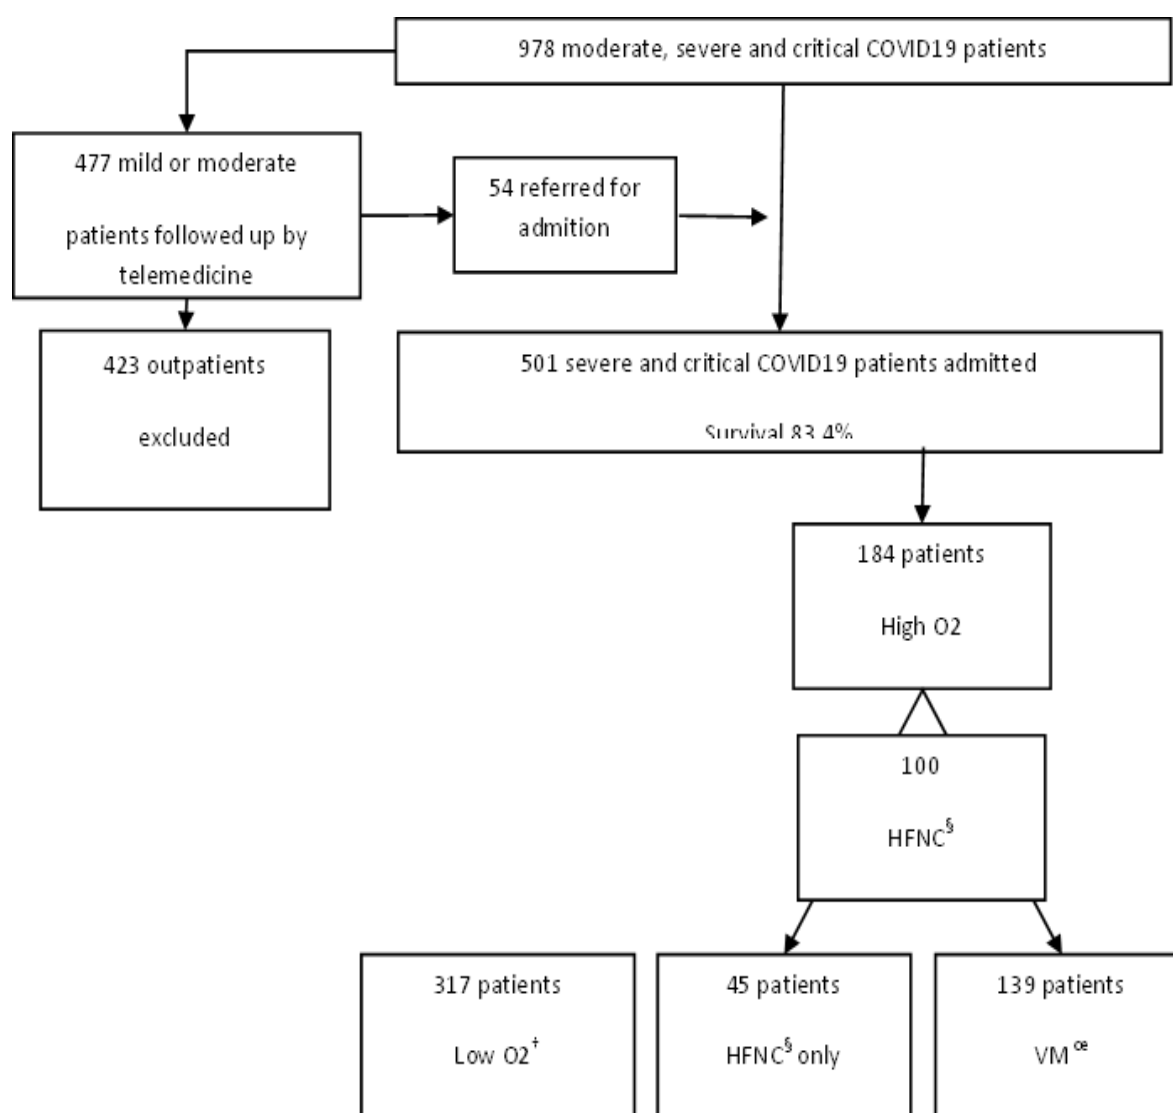 978 moderate, severe and critical COVID19 patients
477 mild or moderate
patients followed up by
telemedicine
54 referred for
admition
423 outpatients
excluded
501 severe and critical COVID19 patients admitted
Survival 83.4%
184 patients
High O2
100
HFNC§
317 patients
Low O2†
45 patients
HFNC§ only
139 patients
VM œ